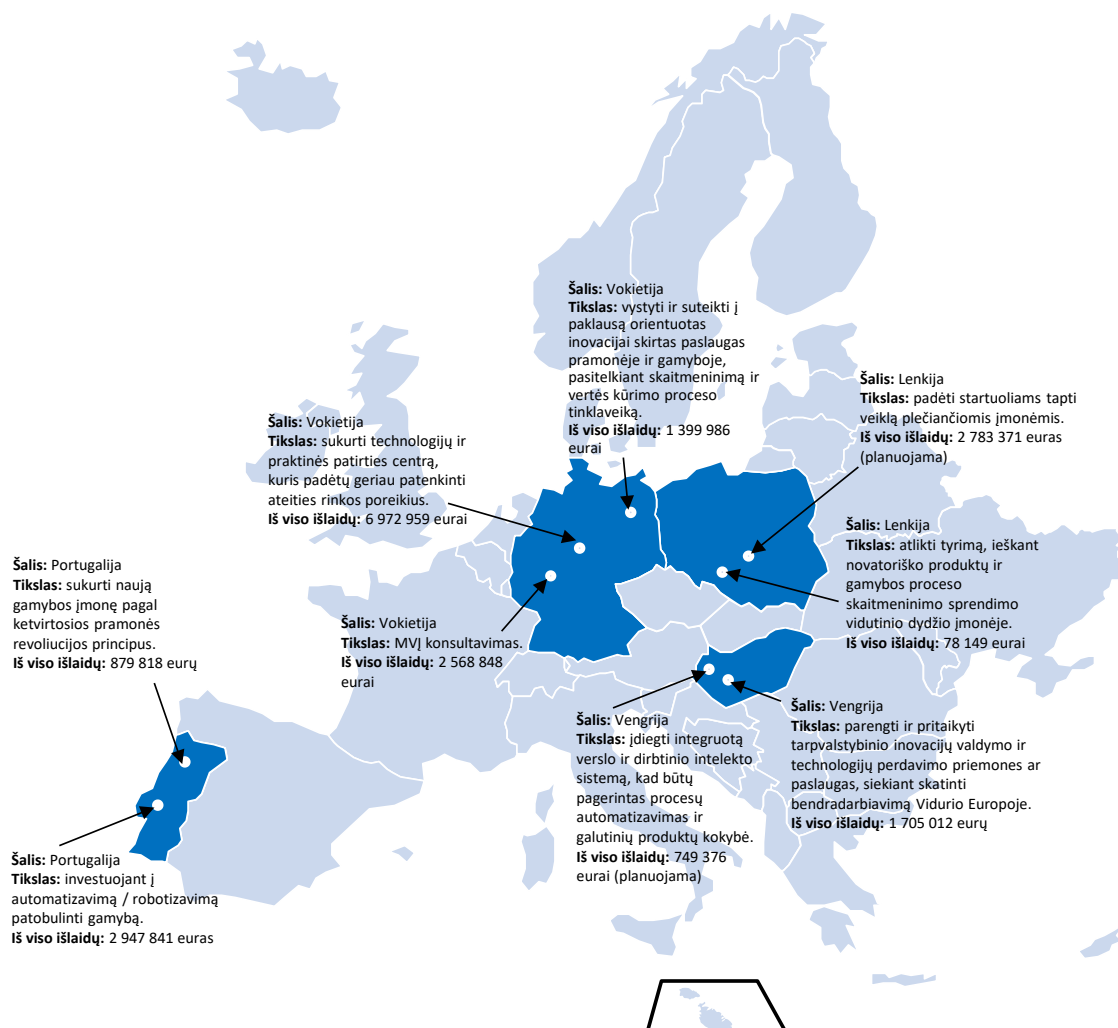 Šalis: Vokietija
Tikslas: vystyti ir suteikti į
paklausą orientuotas
inovacijai skirtas paslaugas
pramonėje ir gamyboje,
pasitelkiant skaitmeninimą ir
vertės kūrimo proceso
tinklaveiką.
Iš viso išlaidų: 1 399 986
eurai
Šalis: Lenkija
Tikslas: padėti startuoliams tapti
veiklą plečiančiomis įmonėmis.
Iš viso išlaidų: 2 783 371 euras
(planuojama)
Šalis: Vokietija
Tikslas: sukurti technologijų ir
praktinės patirties centrą,
kuris padėtų geriau patenkinti
ateities rinkos poreikius.
Iš viso išlaidų: 6 972 959 eurai
Šalis: Lenkija
Tikslas: atlikti tyrimą, ieškant
novatoriško produktų ir
gamybos proceso
skaitmeninimo sprendimo
vidutinio dydžio įmonėje.
Iš viso išlaidų: 78 149 eurai
Šalis: Portugalija
Tikslas: sukurti naują
gamybos įmonę pagal
ketvirtosios pramonės
revoliucijos principus.
Iš viso išlaidų: 879 818 eurų
Šalis: Vokietija
Tikslas: MVĮ konsultavimas.
Iš viso išlaidų: 2 568 848
eurai
Šalis: Vengrija
Tikslas: įdiegti integruotą
verslo ir dirbtinio intelekto
sistemą, kad būtų
pagerintas procesų
automatizavimas ir
galutinių produktų kokybė.
Iš viso išlaidų: 749 376
eurai (planuojama)
Šalis: Vengrija
Tikslas: parengti ir pritaikyti
tarpvalstybinio inovacijų valdymo ir
technologijų perdavimo priemones ar
paslaugas, siekiant skatinti
bendradarbiavimą Vidurio Europoje.
Iš viso išlaidų: 1 705 012 eurų
Šalis: Portugalija
Tikslas: investuojant į
automatizavimą / robotizavimą
patobulinti gamybą.
Iš viso išlaidų: 2 947 841 euras